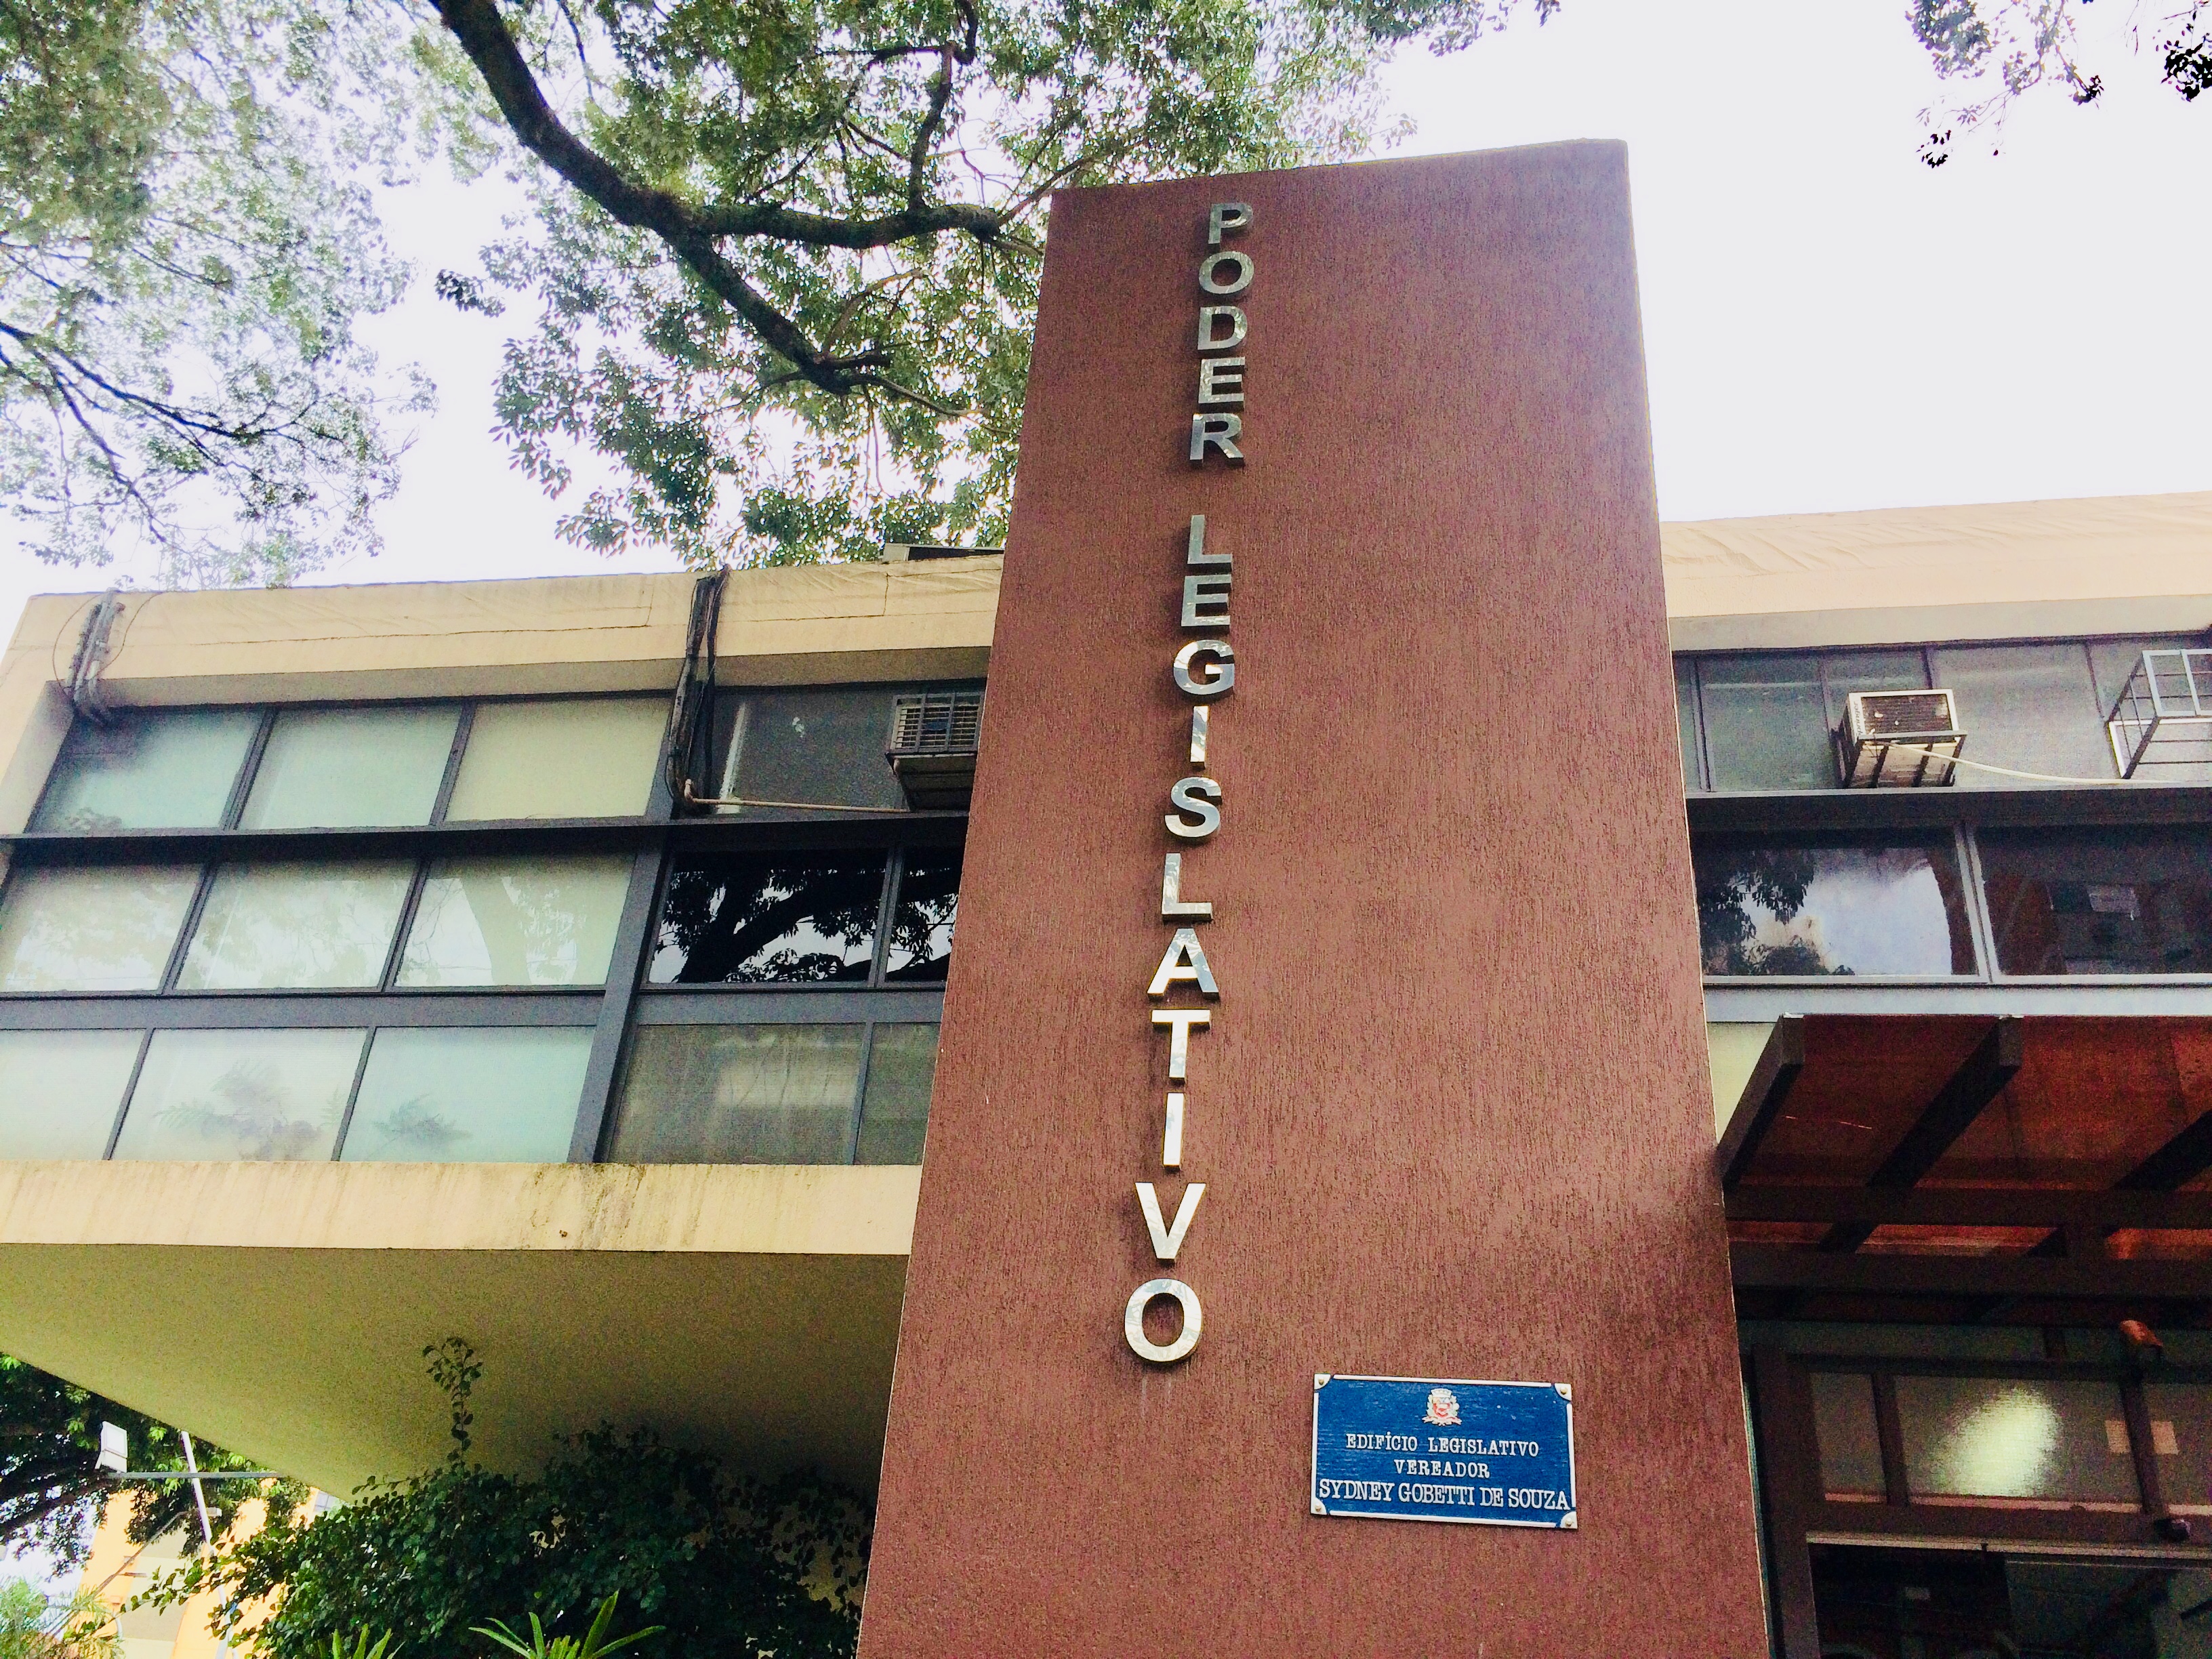 PODER LEGISLATIVO
EDIFÍCIO LEGISLATIVO
VEREADOR
SYDNEY GOBETTI DE SOUZA